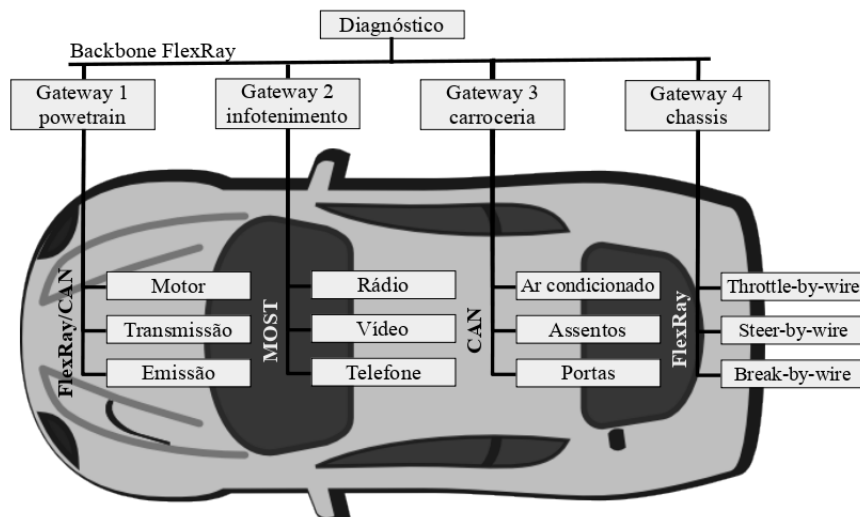 Diagnóstico
Backbone FlexRay
Gateway 1
powetrain
Gateway 2
infotenimento
Gateway 3
carroceria
Gateway 4
chassis
FlexRay/CAN
Motor
Transmissão
Emissão
MOST
Rádio
Vídeo
Telefone
CAN
Ar condicionado
Assentos
Portas
FlexRay
Throttle-by-wire
Steer-by-wire
Break-by-wire